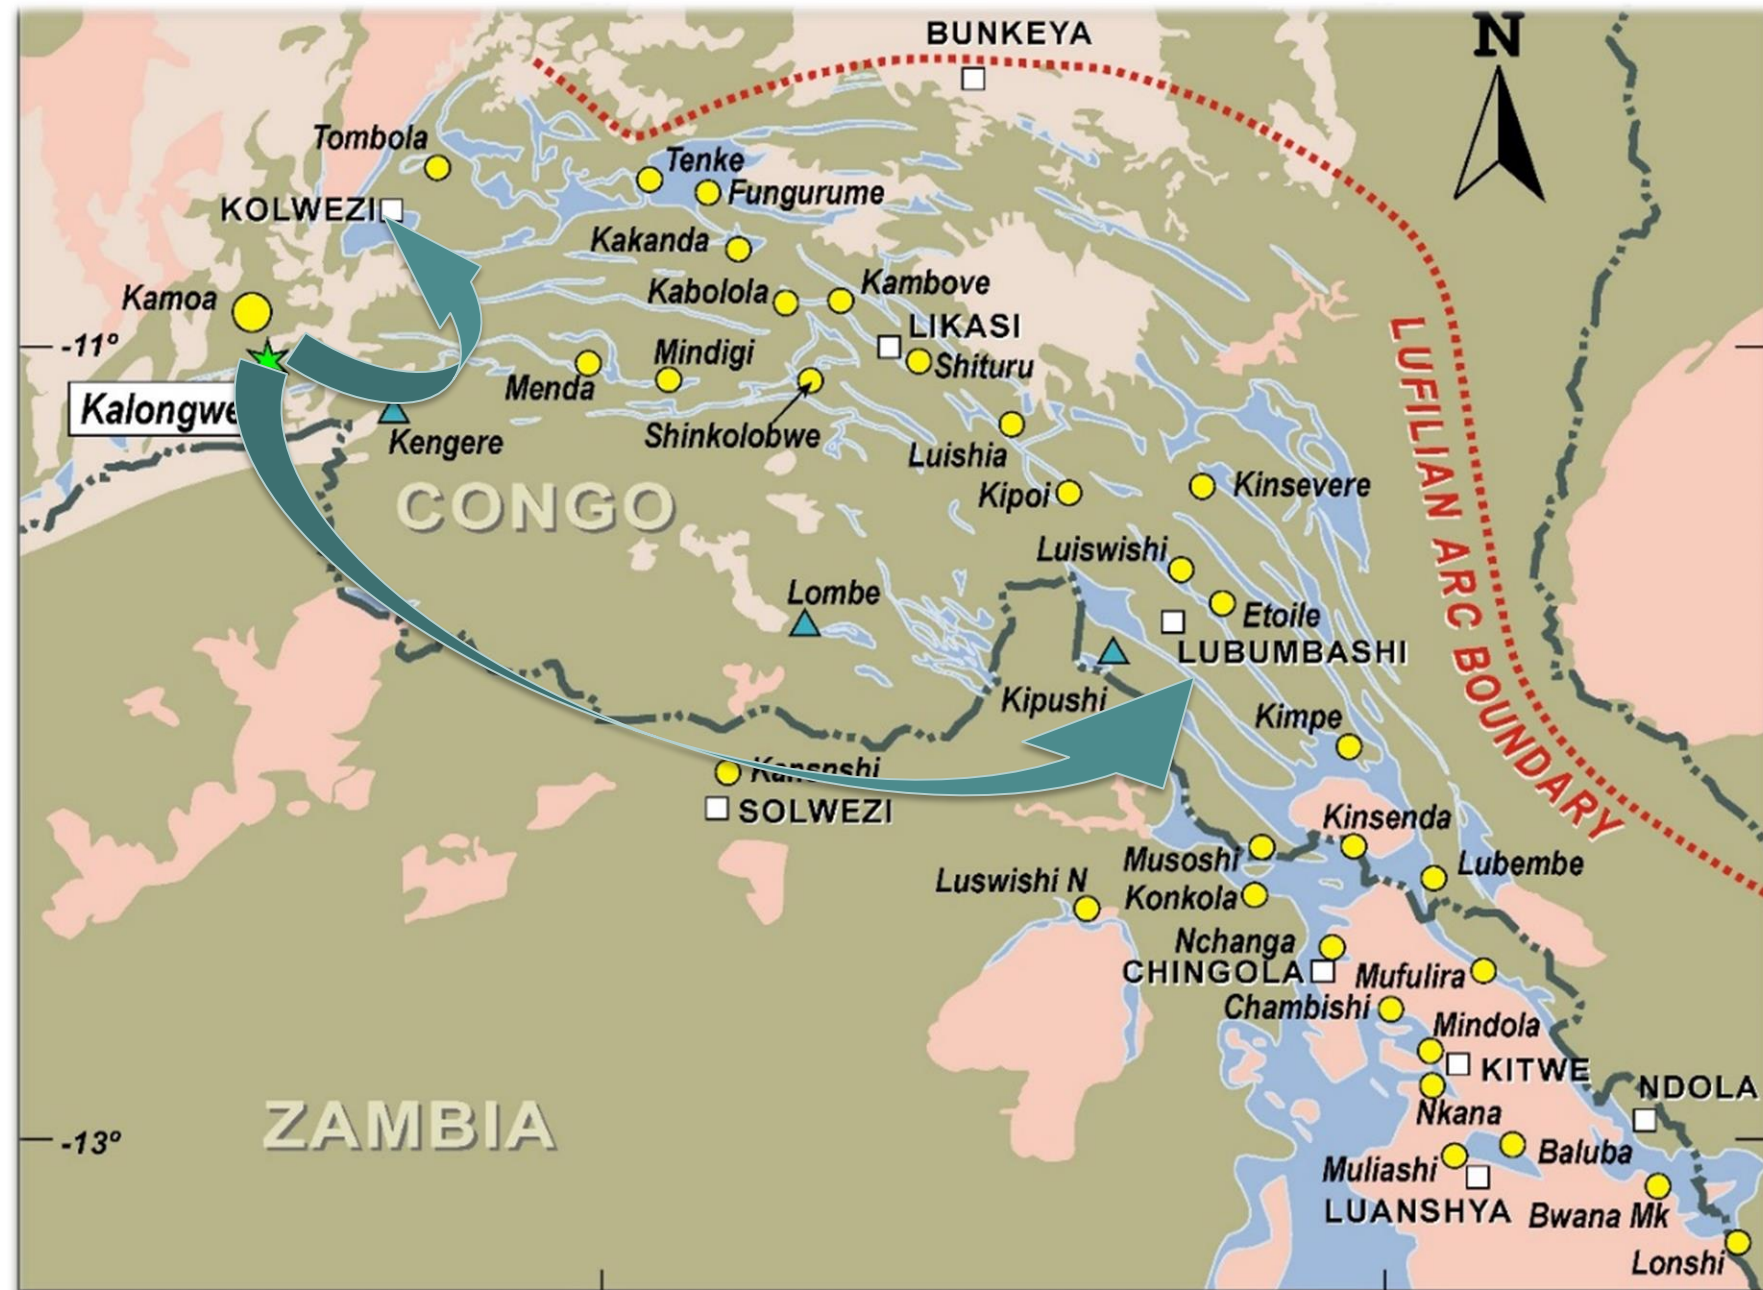 BUNKEYA
N
Tombola
Tenke
Fungurume
KOLWEZI
Kakanda
Kamoa
Kabolola
Kambove
LIKASI
-11°
Mindigi
Shituru
Menda
Kalongwe
Shinkolobwe
Kengere
Luishia
CONGO
Kipoi
Kinsevere
LUFILIAN ARC BOUNDARY
Luiswishi
Lombe
Etoile
LUBUMBASHI
Kipushi
Kimpe
SOLWEZI
Kinsenda
Musoshi
Lubembe
Luswishi N
Konkola
Nchanga
CHINGOLA
Mufulira
Chambishi
Mindola
KITWE
NDOLA
ZAMBIA
Nkana
-13°
Baluba
Muliashi
LUANSHYA
Bwana Mk
Lonshi